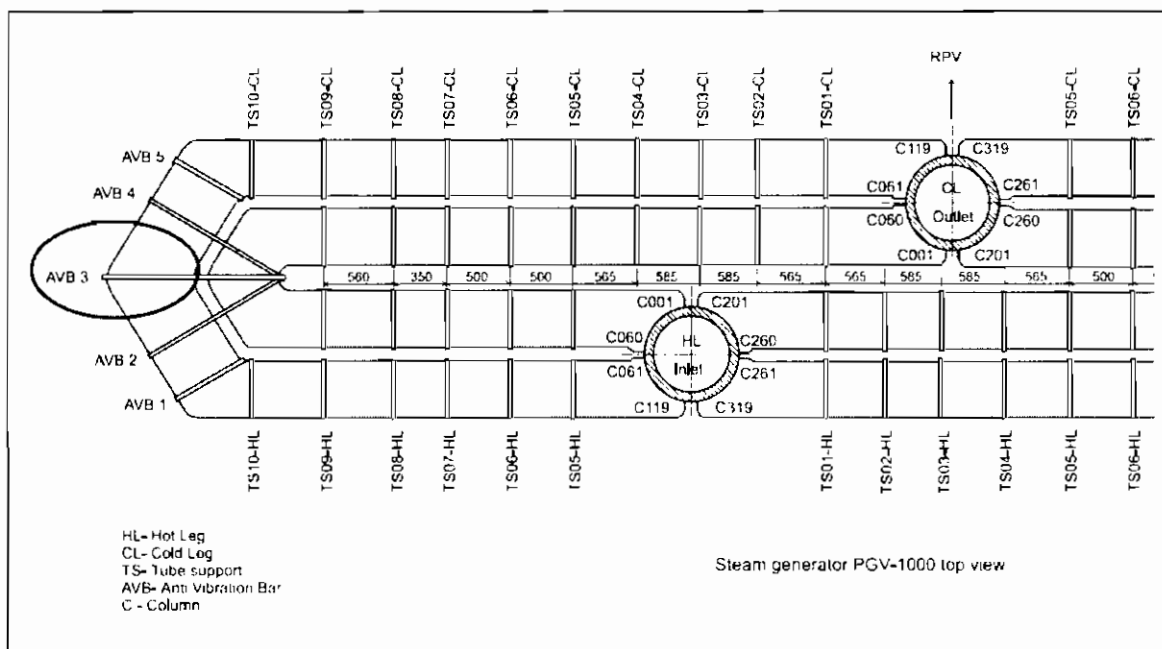 RPV
TS10-CL
TS09-CL
TS08-CL
TS07-CL
TS06-CL
TS05-CL
TS04-CL
TS03-CL
TS02-CL
TS01-CL
TS05-CL
TS06-CL
AVB 5
C119
C319
AVB 4
C061
CL
C261
C060
Outlet
C260
C001
C201
AVB 3
560
350
500
500
565
585
585
565
565
585
585
565
500
C001
C201
C060
HL
C260
AVB 2
C061
Inlet
C261
AVB 1
C119
C319
TS10-HL
TS09-HL
TS08-HL
TS07-HL
TS06-HL
TS05-HL
TS01-HL
TS02-HL
TS03-HL
TS04-HL
TS05-HL
TS06-HL
HL- Hot Leg
CL- Cold Leg
TS- Tube support
AVB- Anti Vibration Bar
C - Column
Steam generator PGV-1000 top view